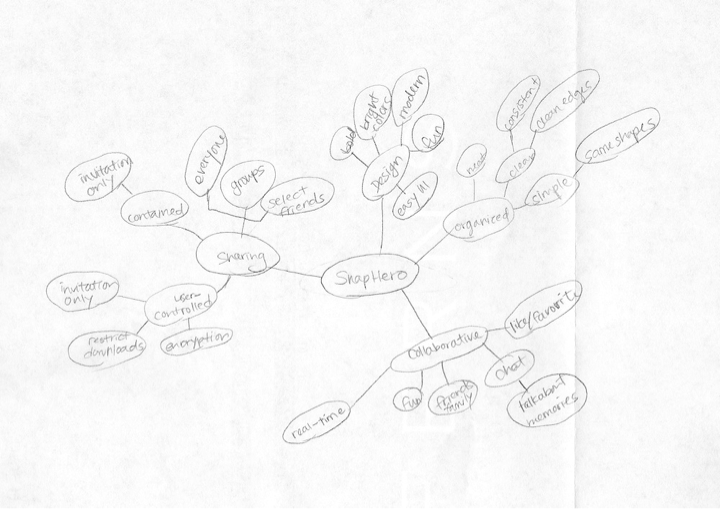 invitation
only
contained
everyone
groups
select
friends
Sharing
invitation
only
user-
controlled
restrict
downloads
encryption
SnapHero
Design
bold
bright
colors
modern
fun
easy UI
organized
neat
clean
consistent
clean edges
simple
same shapes
Collaborative
like/favorite
chat
talk about
memories
friends
family
fun
real-time